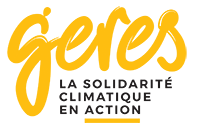 geres
LA SOLIDARITÉ
CLIMATIQUE
EN ACTION